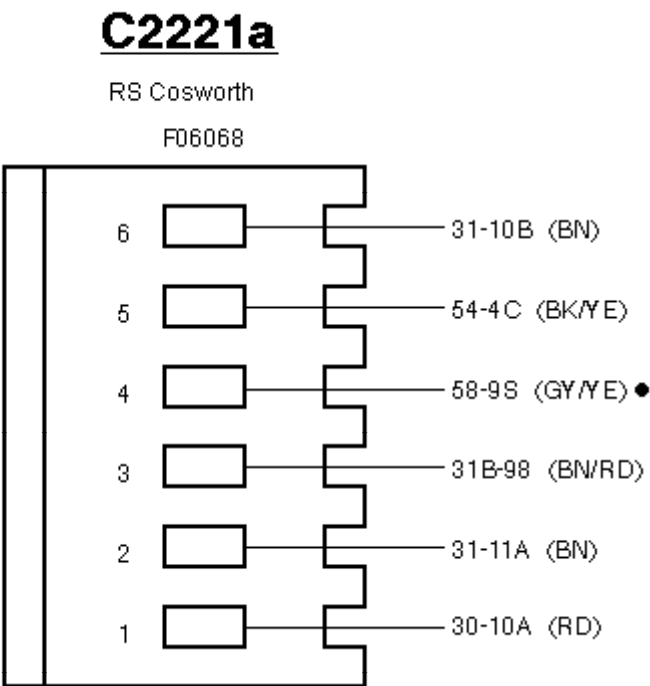 C2221a
RS Cosworth
F06068
6 31-10B (BN)
5 54-4C (BK/YE)
4 58-9S (GY/YE) ●
3 31B-98 (BN/RD)
2 31-11A (BN)
1 30-10A (RD)